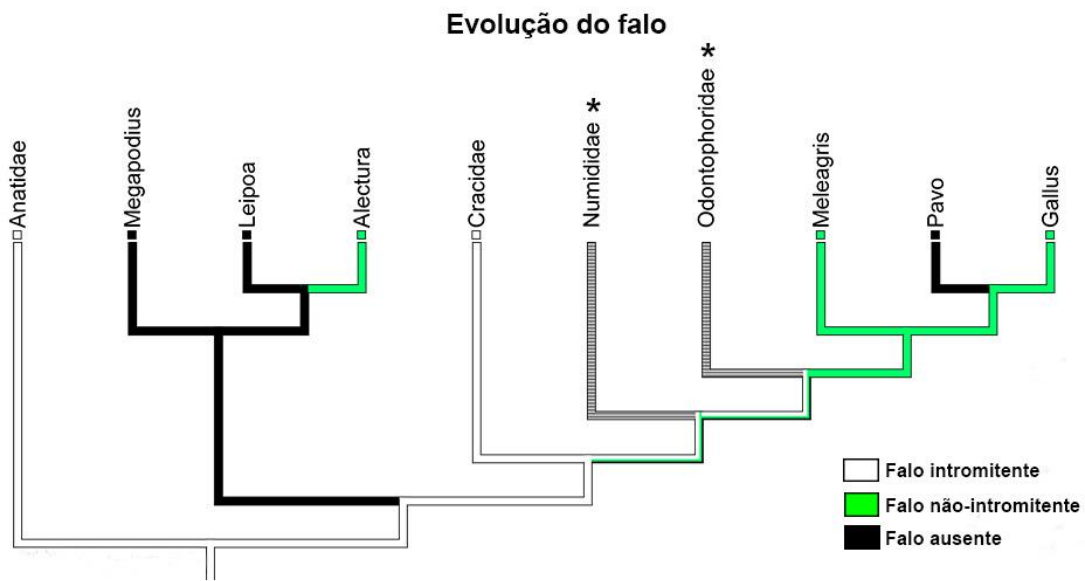 Evolução do falo
Anatidae
Megapodius
Leipoa
Alectura
Cracidae
Numididae *
Odontophoridae *
Meleagris
Pavo
Gallus
Falo intromitente
Falo não-intromitente
Falo ausente